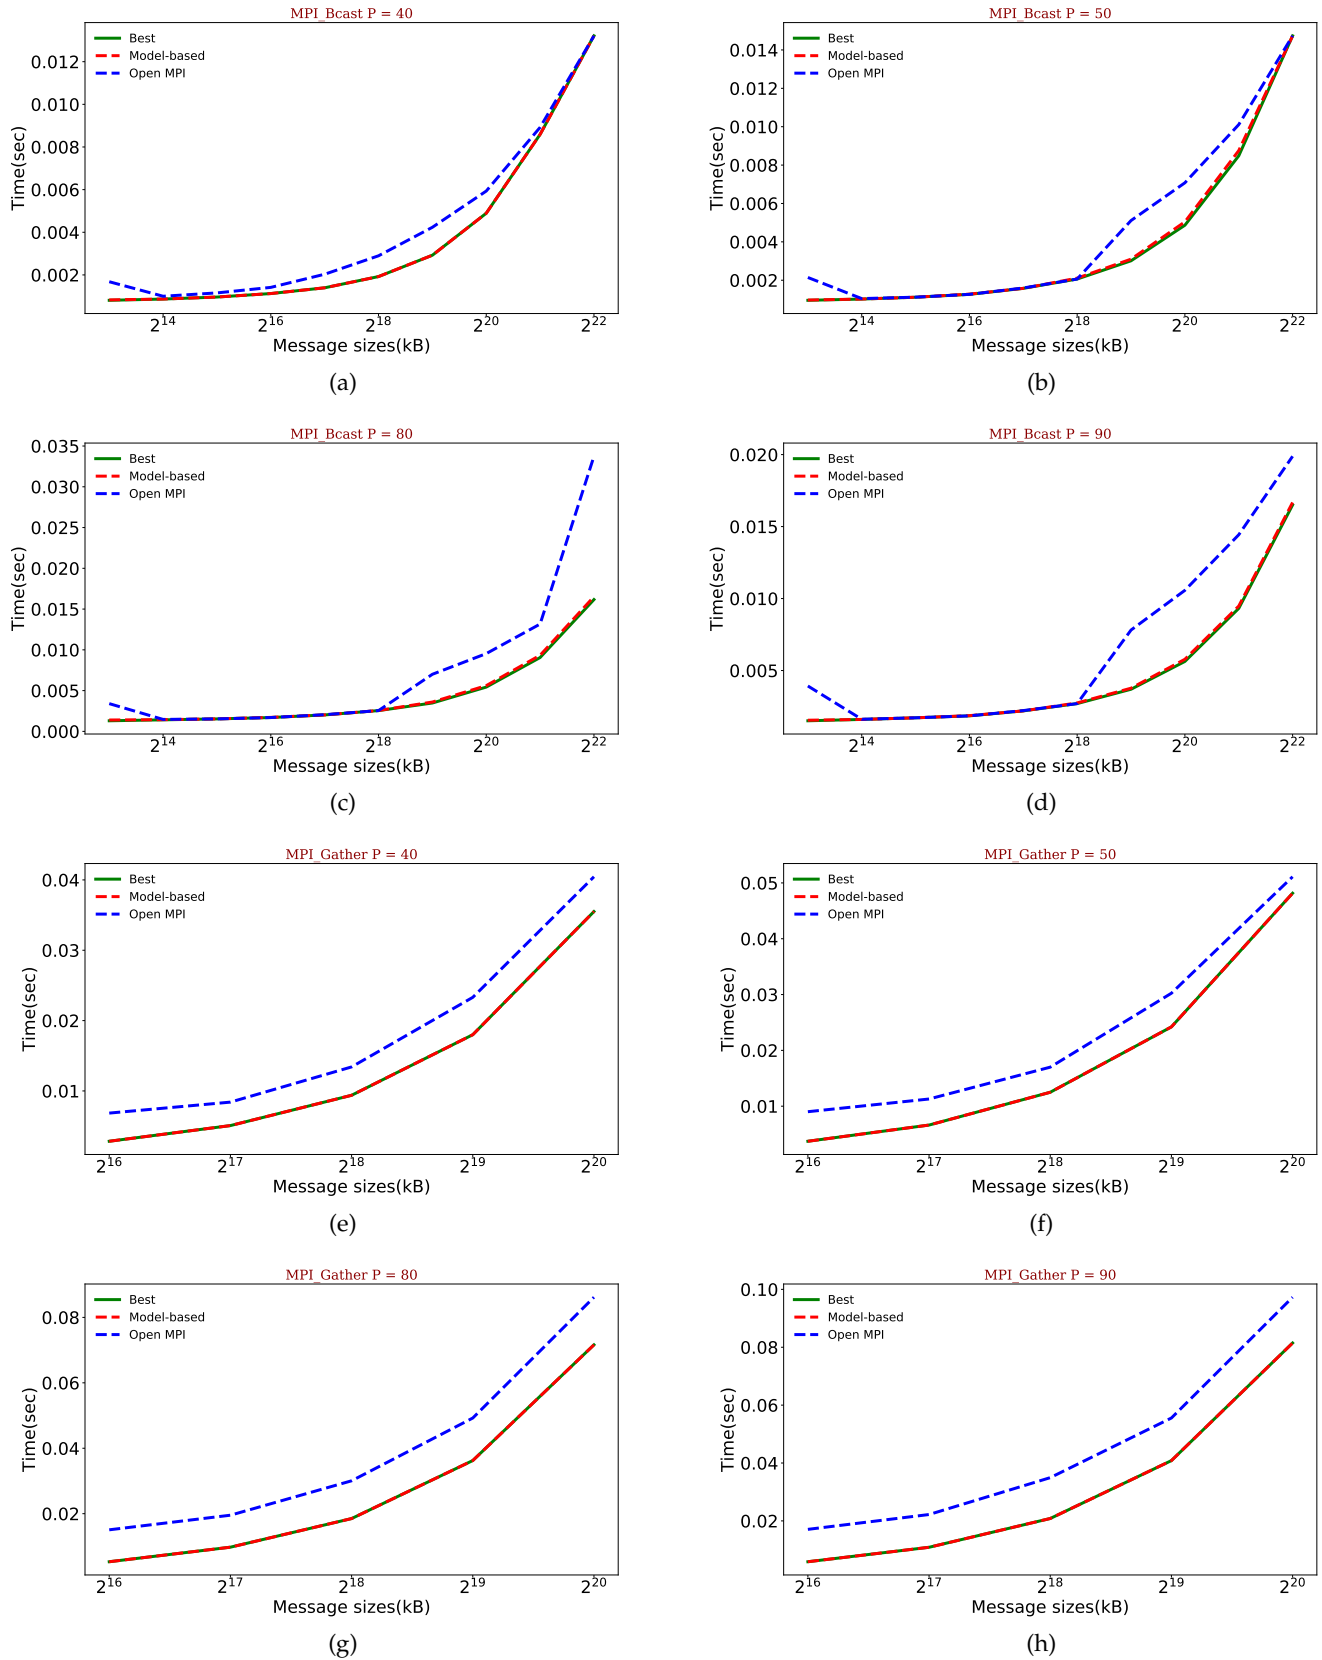 MPI_Bcast P = 40
Best
Model-based
Open MPI
0.012
0.010
0.008
0.006
0.004
0.002
Time(sec)
2^14 2^16 2^18 2^20 2^22
Message sizes(kB)
(a)
MPI_Bcast P = 50
Best
Model-based
Open MPI
0.014
0.012
0.010
0.008
0.006
0.004
0.002
Time(sec)
2^14 2^16 2^18 2^20 2^22
Message sizes(kB)
(b)
MPI_Bcast P = 80
Best
Model-based
Open MPI
0.035
0.030
0.025
0.020
0.015
0.010
0.005
0.000
Time(sec)
2^14 2^16 2^18 2^20 2^22
Message sizes(kB)
(c)
MPI_Bcast P = 90
Best
Model-based
Open MPI
0.020
0.015
0.010
0.005
Time(sec)
2^14 2^16 2^18 2^20 2^22
Message sizes(kB)
(d)
MPI_Gather P = 40
Best
Model-based
Open MPI
0.04
0.03
0.02
0.01
Time(sec)
2^16 2^17 2^18 2^19 2^20
Message sizes(kB)
(e)
MPI_Gather P = 50
Best
Model-based
Open MPI
0.05
0.04
0.03
0.02
0.01
Time(sec)
2^16 2^17 2^18 2^19 2^20
Message sizes(kB)
(f)
MPI_Gather P = 80
Best
Model-based
Open MPI
0.08
0.06
0.04
0.02
Time(sec)
2^16 2^17 2^18 2^19 2^20
Message sizes(kB)
(g)
MPI_Gather P = 90
Best
Model-based
Open MPI
0.10
0.08
0.06
0.04
0.02
Time(sec)
2^16 2^17 2^18 2^19 2^20
Message sizes(kB)
(h)